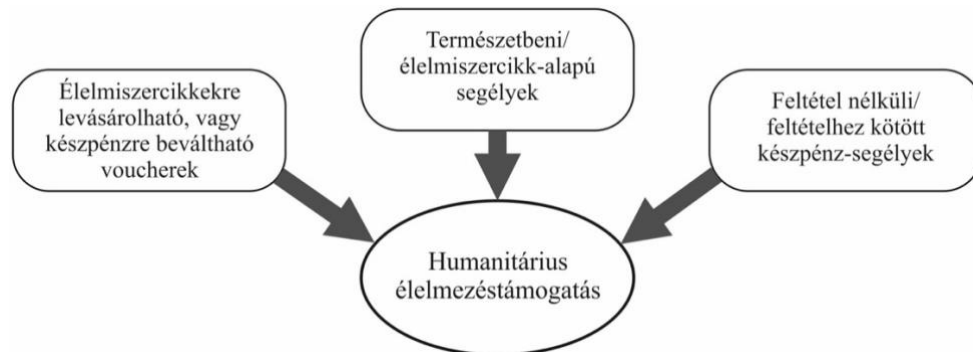 Élelmiszercikkekre
levásárolható, vagy
készpénzre beváltható
voucherek
Természetbeni/
élelmiszercikk-alapú
segélyek
Feltétel nélküli/
feltételhez kötött
készpénz-segélyek
Humanitárius
élelmezéstámogatás